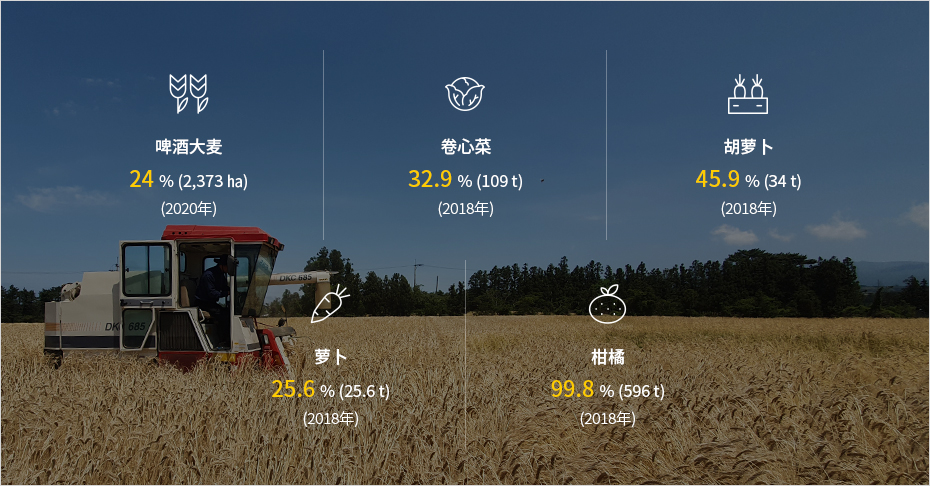 啤酒大麦
24 % (2,373 ha)
(2020年)
卷心菜
32.9 % (109 t)
(2018年)
胡萝卜
45.9 % (34 t)
(2018年)
萝卜
25.6 % (25.6 t)
(2018年)
柑橘
99.8 % (596 t)
(2018年)
DKC 685
DKC 685